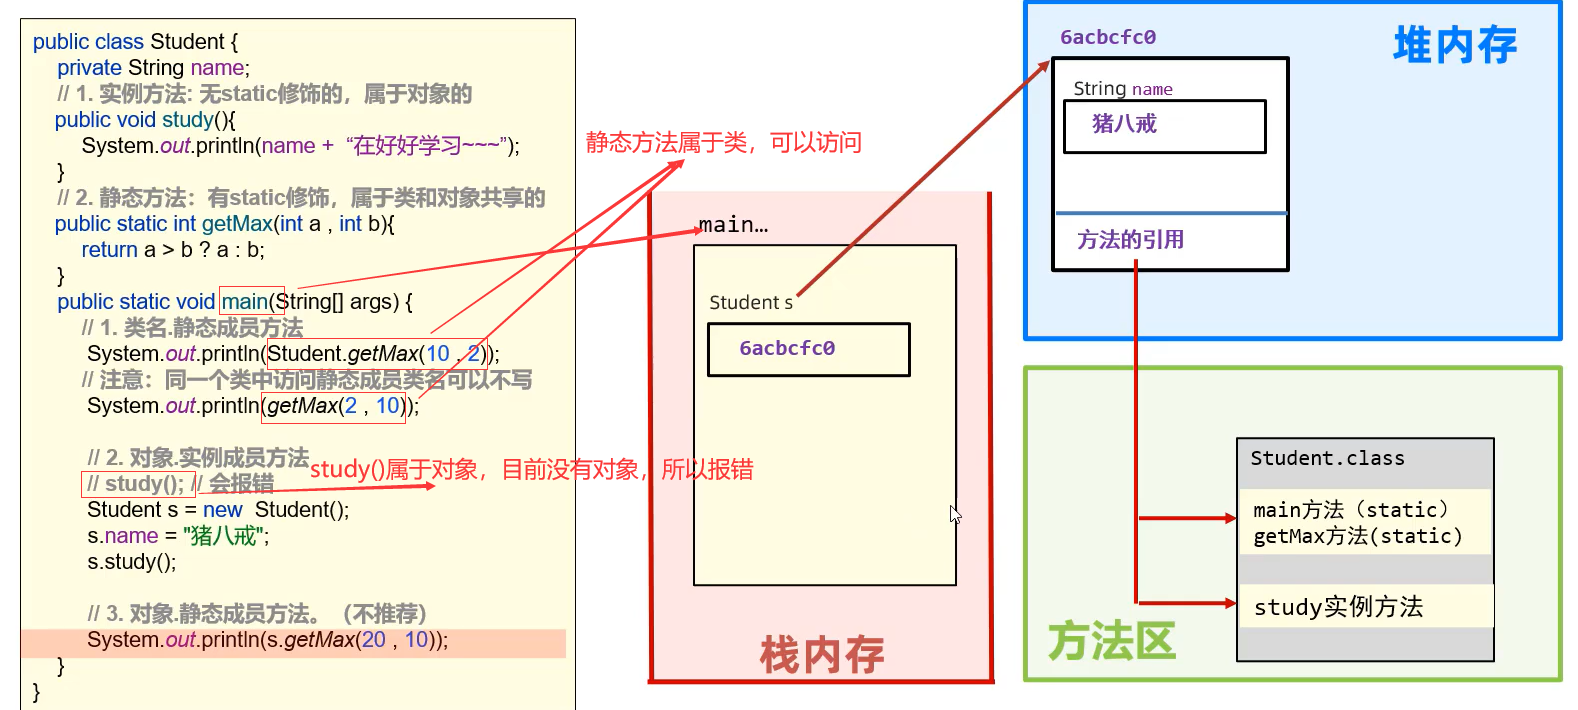 public class Student {
private String name;
// 1. 实例方法: 无static修饰的，属于对象的
public void study(){
System.out.println(name + “在好好学习~~~”);
}
// 2. 静态方法：有static修饰，属于类和对象共享的
public static int getMax(int a , int b){
return a > b ? a : b;
}
public static void main(String[] args) {
// 1. 类名.静态成员方法
System.out.println(Student.getMax(10 , 2));
// 注意：同一个类中访问静态成员类名可以不写
System.out.println(getMax(2 , 10));
// 2. 对象.实例成员方法
// study(); // 会报错
Student s = new Student();
s.name = "猪八戒";
s.study();
// 3. 对象.静态成员方法。（不推荐）
System.out.println(s.getMax(20 , 10));
}
}
静态方法属于类，可以访问
study()属于对象，目前没有对象，所以报错
main…
Student s
6acbcfc0
栈内存
6acbcfc0
堆内存
String name
猪八戒
方法的引用
Student.class
main方法（static）
getMax方法(static)
study实例方法
方法区